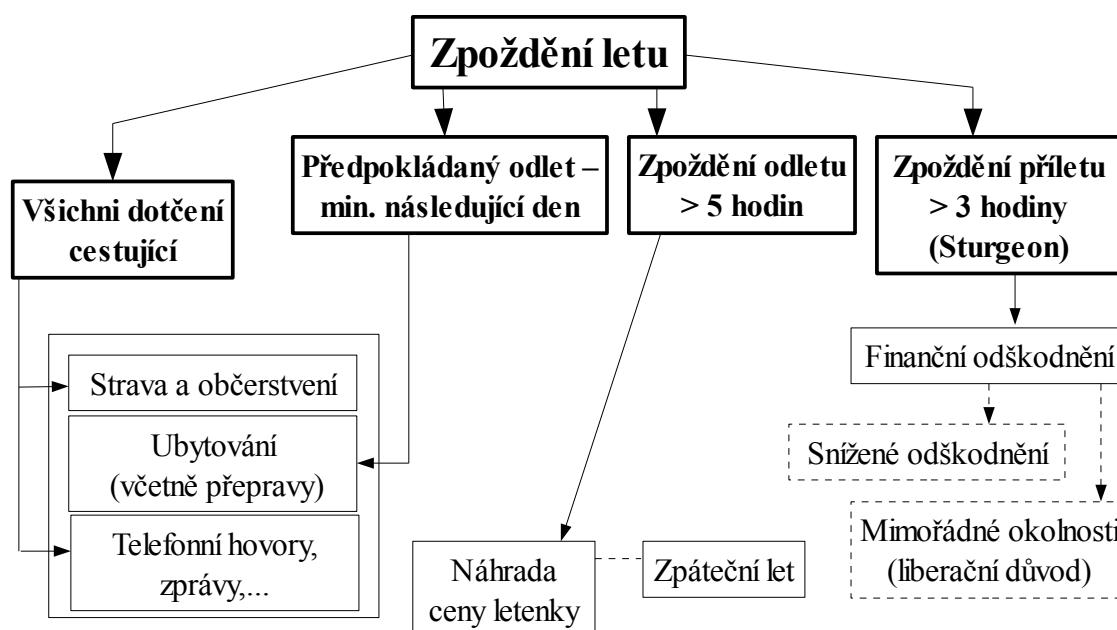 Zpoždění letu
Všichni dotčení
cestující
Předpokládaný odlet –
min. následující den
Zpoždění odletu
> 5 hodin
Zpoždění příletu
> 3 hodiny
(Sturgeon)
Strava a občerstvení
Ubytování
(včetně přepravy)
Telefonní hovory,
zprávy,...
Náhrada
ceny letenky
Zpáteční let
Finanční odškodnění
Snížené odškodnění
Mimořádné okolnosti
(liberační důvod)